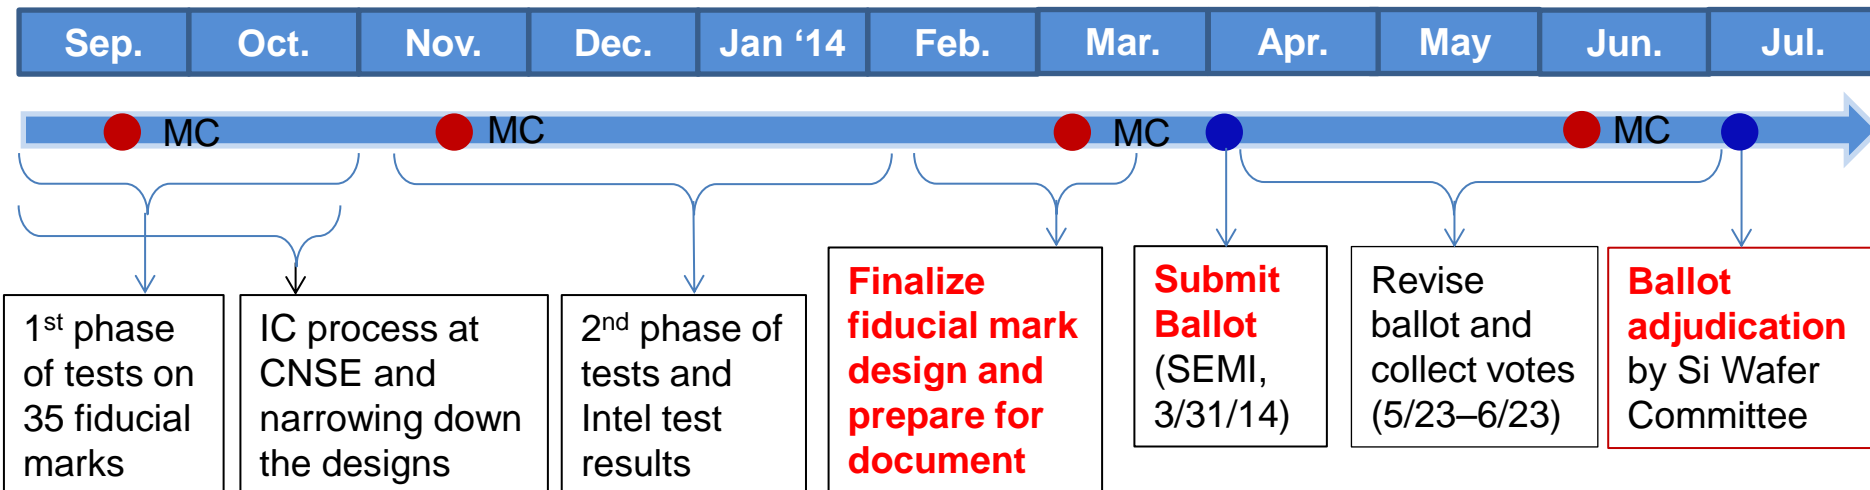 Sep. Oct. Nov. Dec. Jan ‘14 Feb. Mar. Apr. May Jun. Jul.
MC MC MC MC
1st phase
of tests on
35 fiducial
marks
IC process at
CNSE and
narrowing down
the designs
2nd phase of
tests and
Intel test
results
Finalize
fiducial mark
design and
prepare for
document
Submit
Ballot
(SEMI,
3/31/14)
Revise
ballot and
collect votes
(5/23–6/23)
Ballot
adjudication
by Si Wafer
Committee